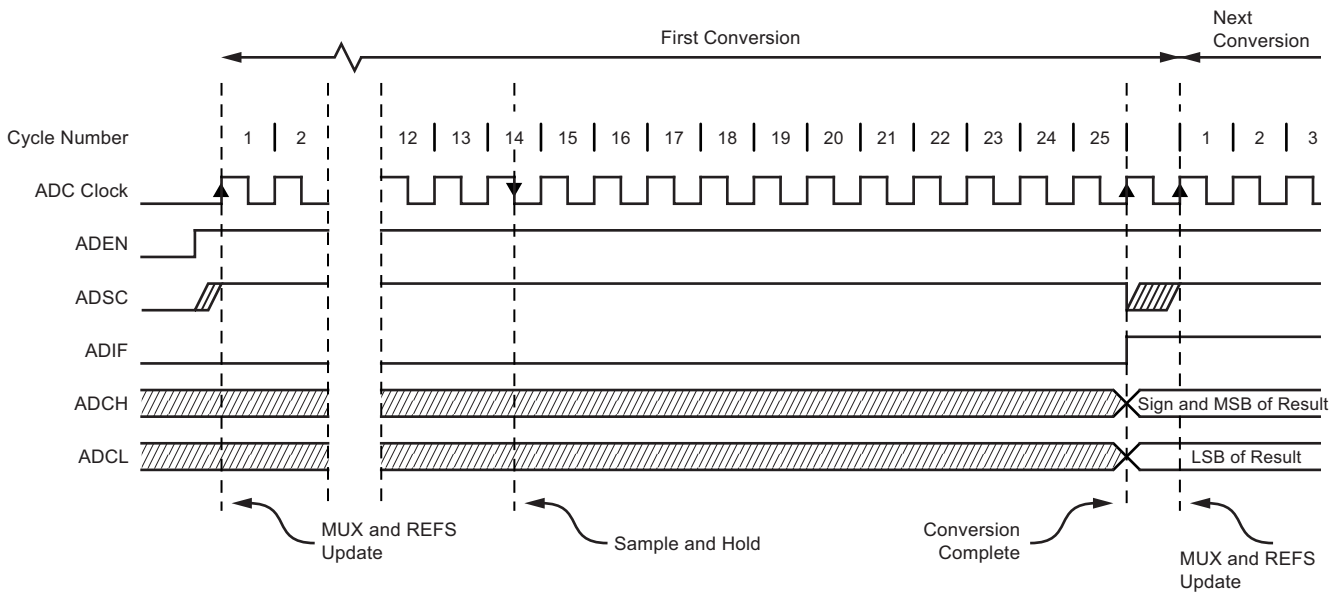 Next
First Conversion Conversion
Cycle Number 1 2 12 13 14 15 16 17 18 19 20 21 22 23 24 25 1 2 3
ADC Clock
ADEN
ADSC
ADIF
ADCH Sign and MSB of Result
ADCL LSB of Result
MUX and REFS
Update
Sample and Hold
Conversion
Complete
MUX and REFS
Update